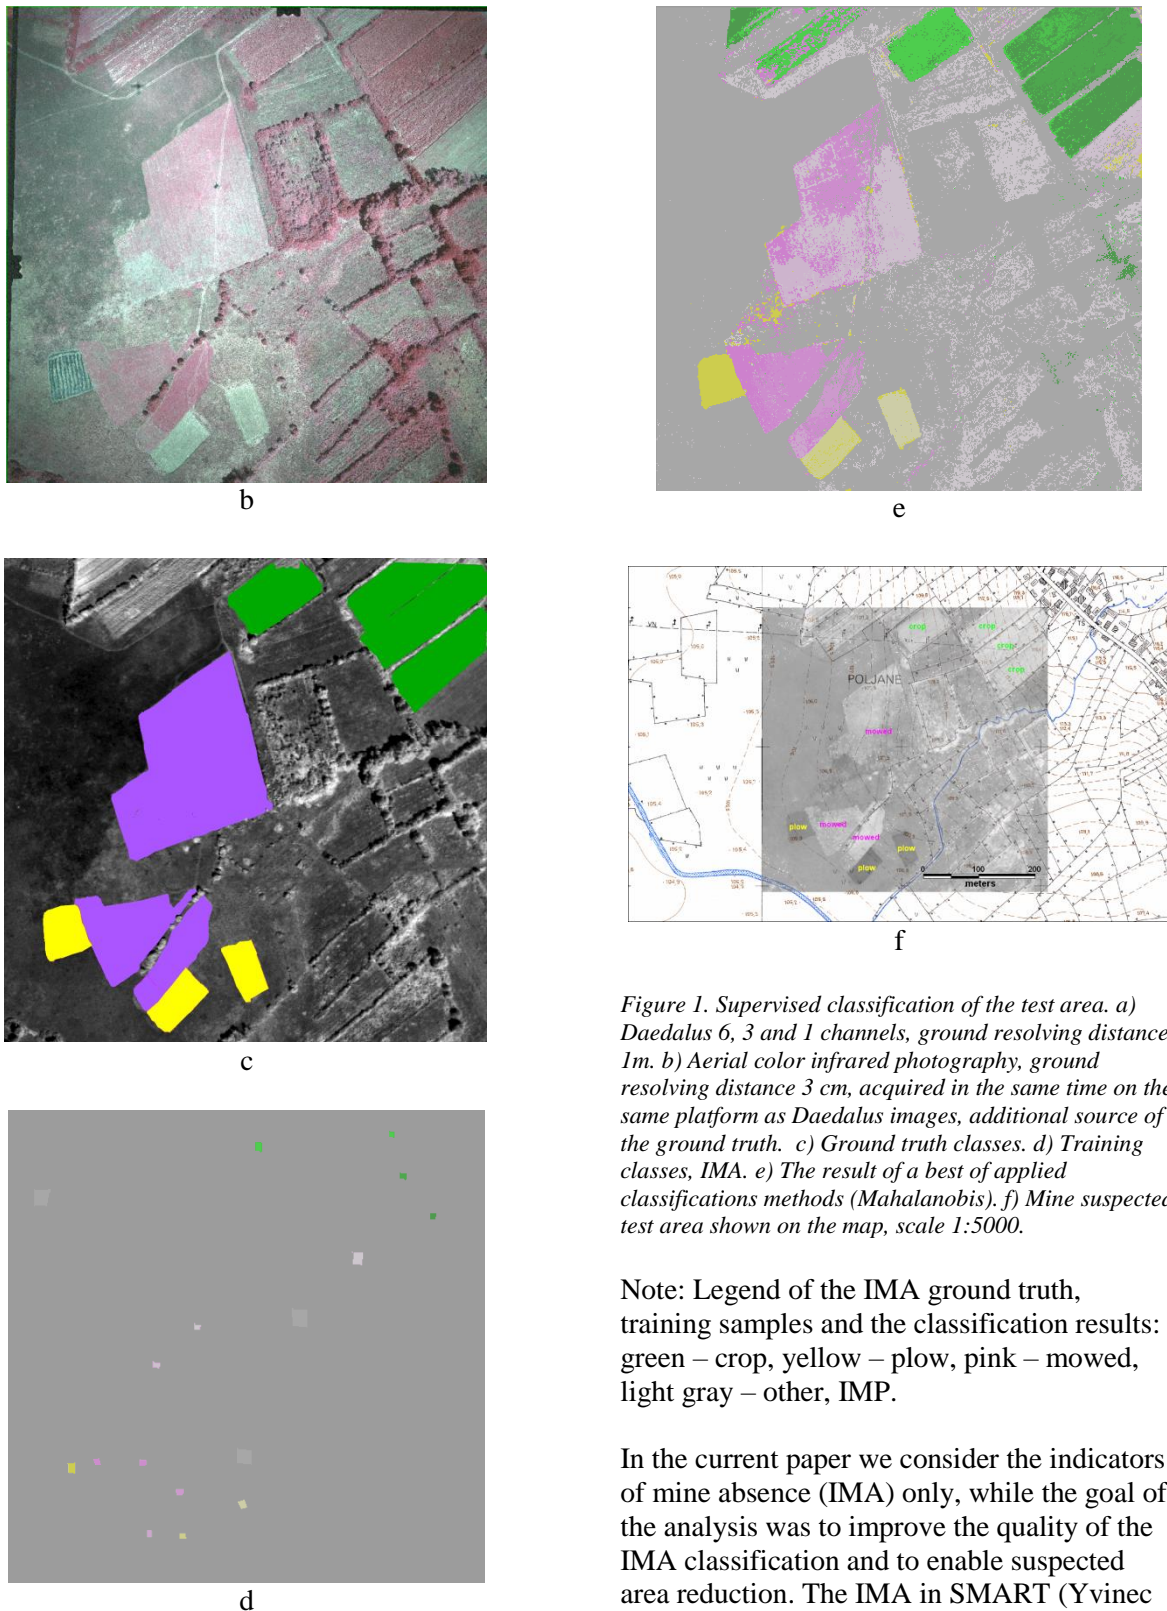 b
c
d
e
crop
crop
crop
crop
POLJANE
mowed
plow
mowed
mowed
plow
plow
0 100 200
meters
f
Figure 1. Supervised classification of the test area. a)
Daedalus 6, 3 and 1 channels, ground resolving distance
1m. b) Aerial color infrared photography, ground
resolving distance 3 cm, acquired in the same time on the
same platform as Daedalus images, additional source of
the ground truth. c) Ground truth classes. d) Training
classes, IMA. e) The result of a best of applied
classifications methods (Mahalanobis). f) Mine suspected
test area shown on the map, scale 1:5000.
Note: Legend of the IMA ground truth,
training samples and the classification results:
green – crop, yellow – plow, pink – mowed,
light gray – other, IMP.
In the current paper we consider the indicators
of mine absence (IMA) only, while the goal of
the analysis was to improve the quality of the
IMA classification and to enable suspected
area reduction. The IMA in SMART (Yvinec